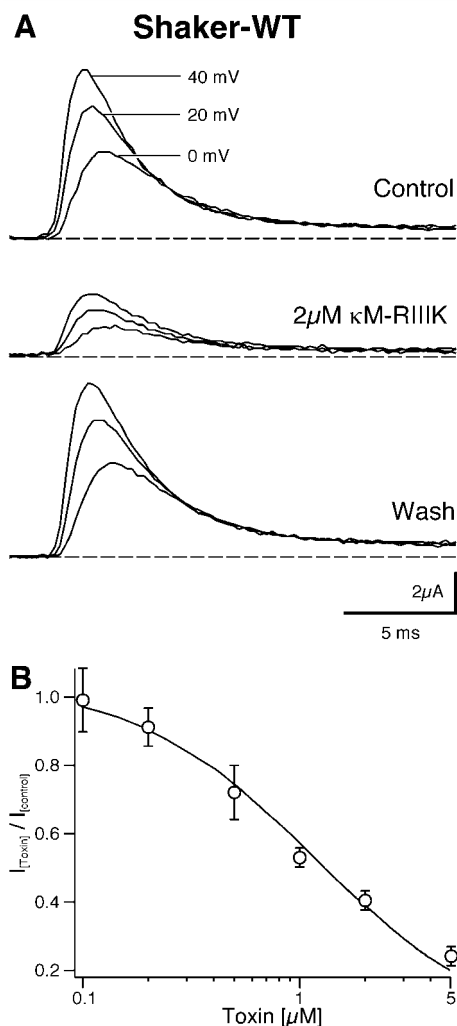 A Shaker-WT
40 mV
20 mV
0 mV
Control
2µM κM-RIIIK
Wash
2µA
5 ms
B
I[Toxin] / I[control]
1.0
0.8
0.6
0.4
0.2
0.1 1 5
Toxin [µM]